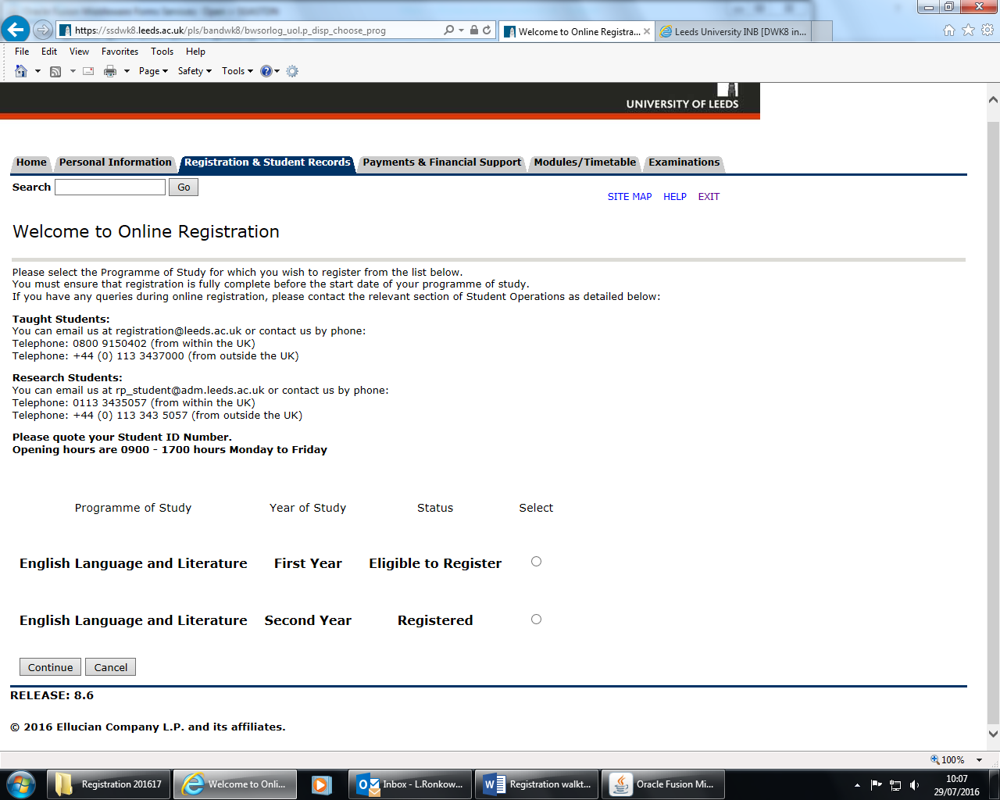 https://ssdwk8.leeds.ac.uk/pls/bandwk8/bwsorlog_uol.p_disp_choose_prog
Welcome to Online Registra...
Leeds University INB [DWK8 in...
File Edit View Favorites Tools Help
Page Safety Tools
UNIVERSITY OF LEEDS
Home Personal Information Registration & Student Records Payments & Financial Support Modules/Timetable Examinations
Search Go
SITE MAP HELP EXIT
Welcome to Online Registration
Please select the Programme of Study for which you wish to register from the list below.
You must ensure that registration is fully complete before the start date of your programme of study.
If you have any queries during online registration, please contact the relevant section of Student Operations as detailed below:
Taught Students:
You can email us at registration@leeds.ac.uk or contact us by phone:
Telephone: 0800 9150402 (from within the UK)
Telephone: +44 (0) 113 3437000 (from outside the UK)
Research Students:
You can email us at rp_student@adm.leeds.ac.uk or contact us by phone:
Telephone: 0113 3435057 (from within the UK)
Telephone: +44 (0) 113 343 5057 (from outside the UK)
Please quote your Student ID Number.
Opening hours are 0900 - 1700 hours Monday to Friday
Programme of Study Year of Study Status Select
English Language and Literature First Year Eligible to Register
English Language and Literature Second Year Registered
Continue Cancel
RELEASE: 8.6
© 2016 Ellucian Company L.P. and its affiliates.
100%
Registration 201617 Welcome to Onli... Inbox - L.Ronkow... Registration walkt... Oracle Fusion Mi...
10:07
29/07/2016